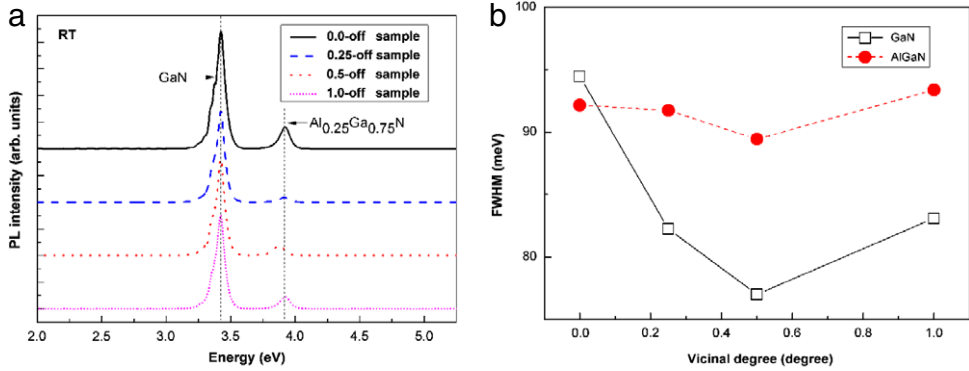 a
RT
0.0-off sample
0.25-off sample
0.5-off sample
1.0-off sample
GaN
Al0.25Ga0.75N
PL intensity (arb. units)
2.0 2.5 3.0 3.5 4.0 4.5 5.0
Energy (eV)
b
GaN
AlGaN
100
90
80
FWHM (meV)
0.0 0.2 0.4 0.6 0.8 1.0
Vicinal degree (degree)